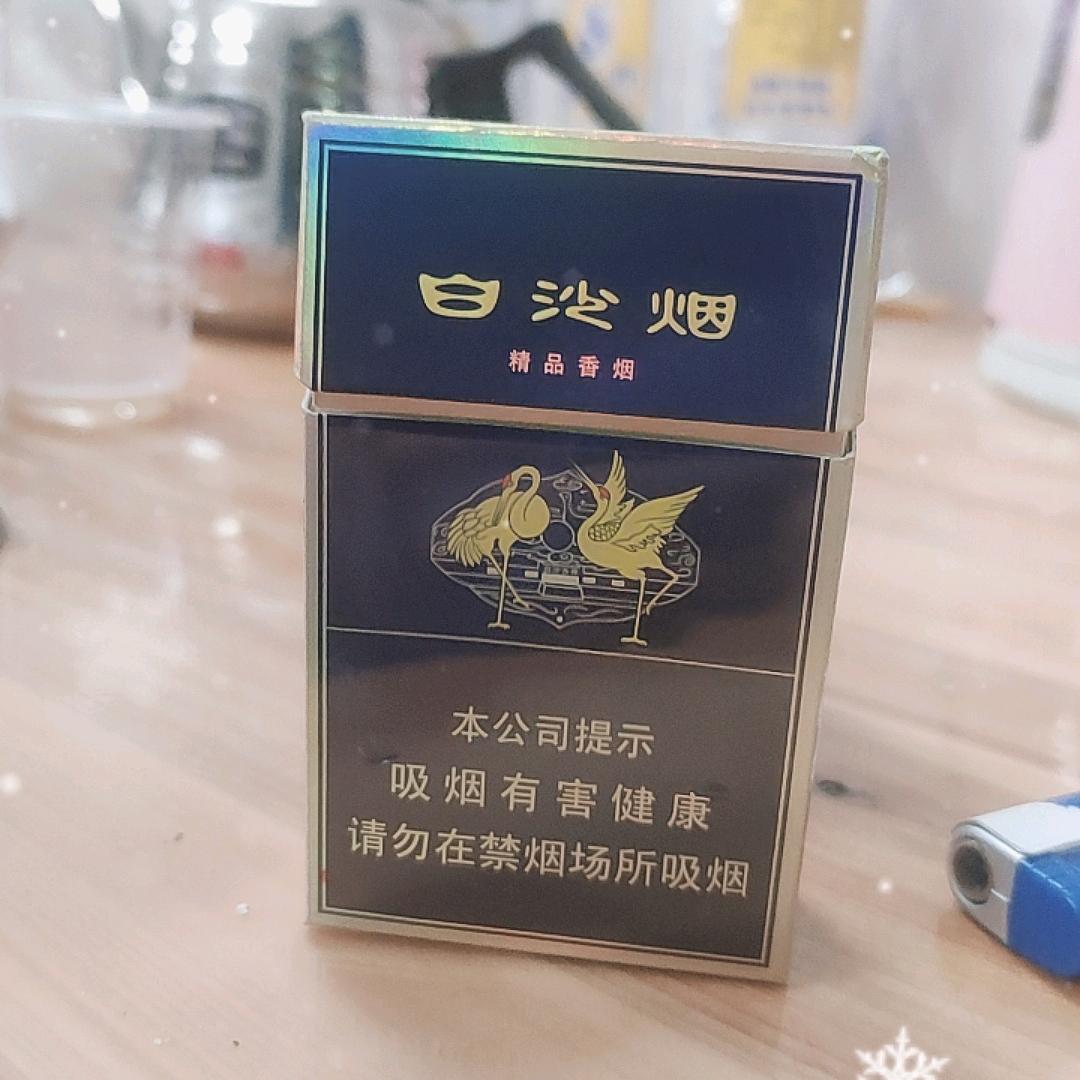 白沙烟
精品香烟
本公司提示
吸烟有害健康
请勿在禁烟场所吸烟